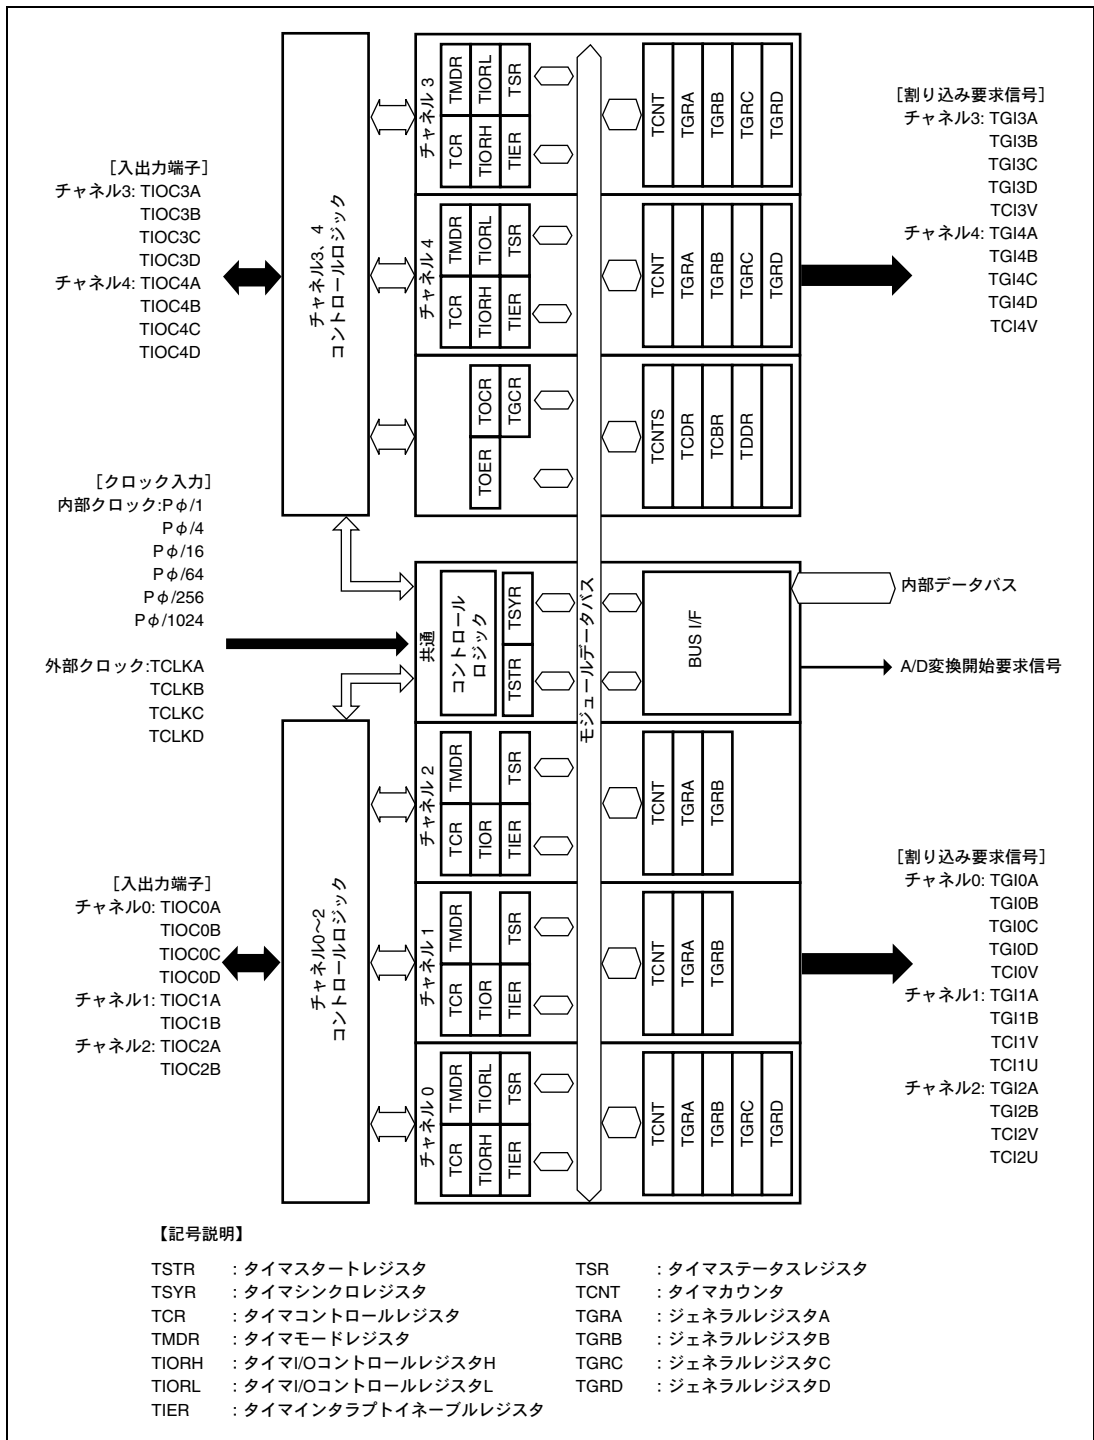 ［入出力端子］
チャネル3: TIOC3A
TIOC3B
TIOC3C
TIOC3D
チャネル4: TIOC4A
TIOC4B
TIOC4C
TIOC4D
［クロック入力］
内部クロック:Pφ/1
Pφ/4
Pφ/16
Pφ/64
Pφ/256
Pφ/1024
外部クロック:TCLKA
TCLKB
TCLKC
TCLKD
［入出力端子］
チャネル0: TIOC0A
TIOC0B
TIOC0C
TIOC0D
チャネル1: TIOC1A
TIOC1B
チャネル2: TIOC2A
TIOC2B
チャネル3、4
コントロールロジック
チャネル0～2
コントロールロジック
チャネル 3
TCR
TMDR
TIORH
TIORL
TIER
TSR
TCNT
TGRA
TGRB
TGRC
TGRD
チャネル 4
TCR
TMDR
TIORH
TIORL
TIER
TSR
TCNT
TGRA
TGRB
TGRC
TGRD
TOER
TOCR
TGCR
TCNTS
TCDR
TCBR
TDDR
共通
コントロール
ロジック
TSTR
TSYR
モジュールデータバス
BUS I/F
チャネル 2
TCR
TMDR
TIOR
TIER
TSR
TCNT
TGRA
TGRB
チャネル 1
TCR
TMDR
TIOR
TIER
TSR
TCNT
TGRA
TGRB
チャネル 0
TCR
TMDR
TIORH
TIORL
TIER
TSR
TCNT
TGRA
TGRB
TGRC
TGRD
［割り込み要求信号］
チャネル3: TGI3A
TGI3B
TGI3C
TGI3D
TCI3V
チャネル4: TGI4A
TGI4B
TGI4C
TGI4D
TCI4V
内部データバス
A/D変換開始要求信号
［割り込み要求信号］
チャネル0: TGI0A
TGI0B
TGI0C
TGI0D
TCI0V
チャネル1: TGI1A
TGI1B
TCI1V
TCI1U
チャネル2: TGI2A
TGI2B
TCI2V
TCI2U
【記号説明】
TSTR : タイマスタートレジスタ
TSYR : タイマシンクロレジスタ
TCR : タイマコントロールレジスタ
TMDR : タイマモードレジスタ
TIORH : タイマI/OコントロールレジスタH
TIORL : タイマI/OコントロールレジスタL
TIER : タイマインタラプトイネーブルレジスタ
TSR : タイマステータスレジスタ
TCNT : タイマカウンタ
TGRA : ジェネラルレジスタA
TGRB : ジェネラルレジスタB
TGRC : ジェネラルレジスタC
TGRD : ジェネラルレジスタD